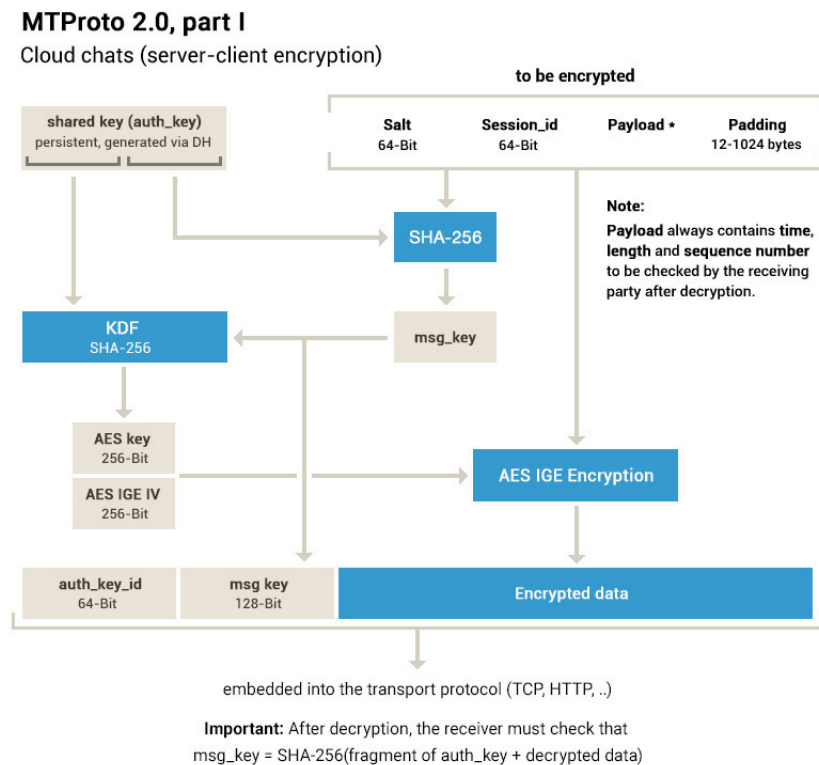 MTProto 2.0, part I
Cloud chats (server-client encryption)
to be encrypted
shared key (auth_key)
persistent, generated via DH
Salt
64-Bit
Session_id
64-Bit
Payload *
Padding
12-1024 bytes
Note:
Payload always contains time,
length and sequence number
to be checked by the receiving
party after decryption.
SHA-256
KDF
SHA-256
msg_key
AES key
256-Bit
AES IGE IV
256-Bit
AES IGE Encryption
auth_key_id
64-Bit
msg key
128-Bit
Encrypted data
embedded into the transport protocol (TCP, HTTP, ..)
Important: After decryption, the receiver must check that
msg_key = SHA-256(fragment of auth_key + decrypted data)